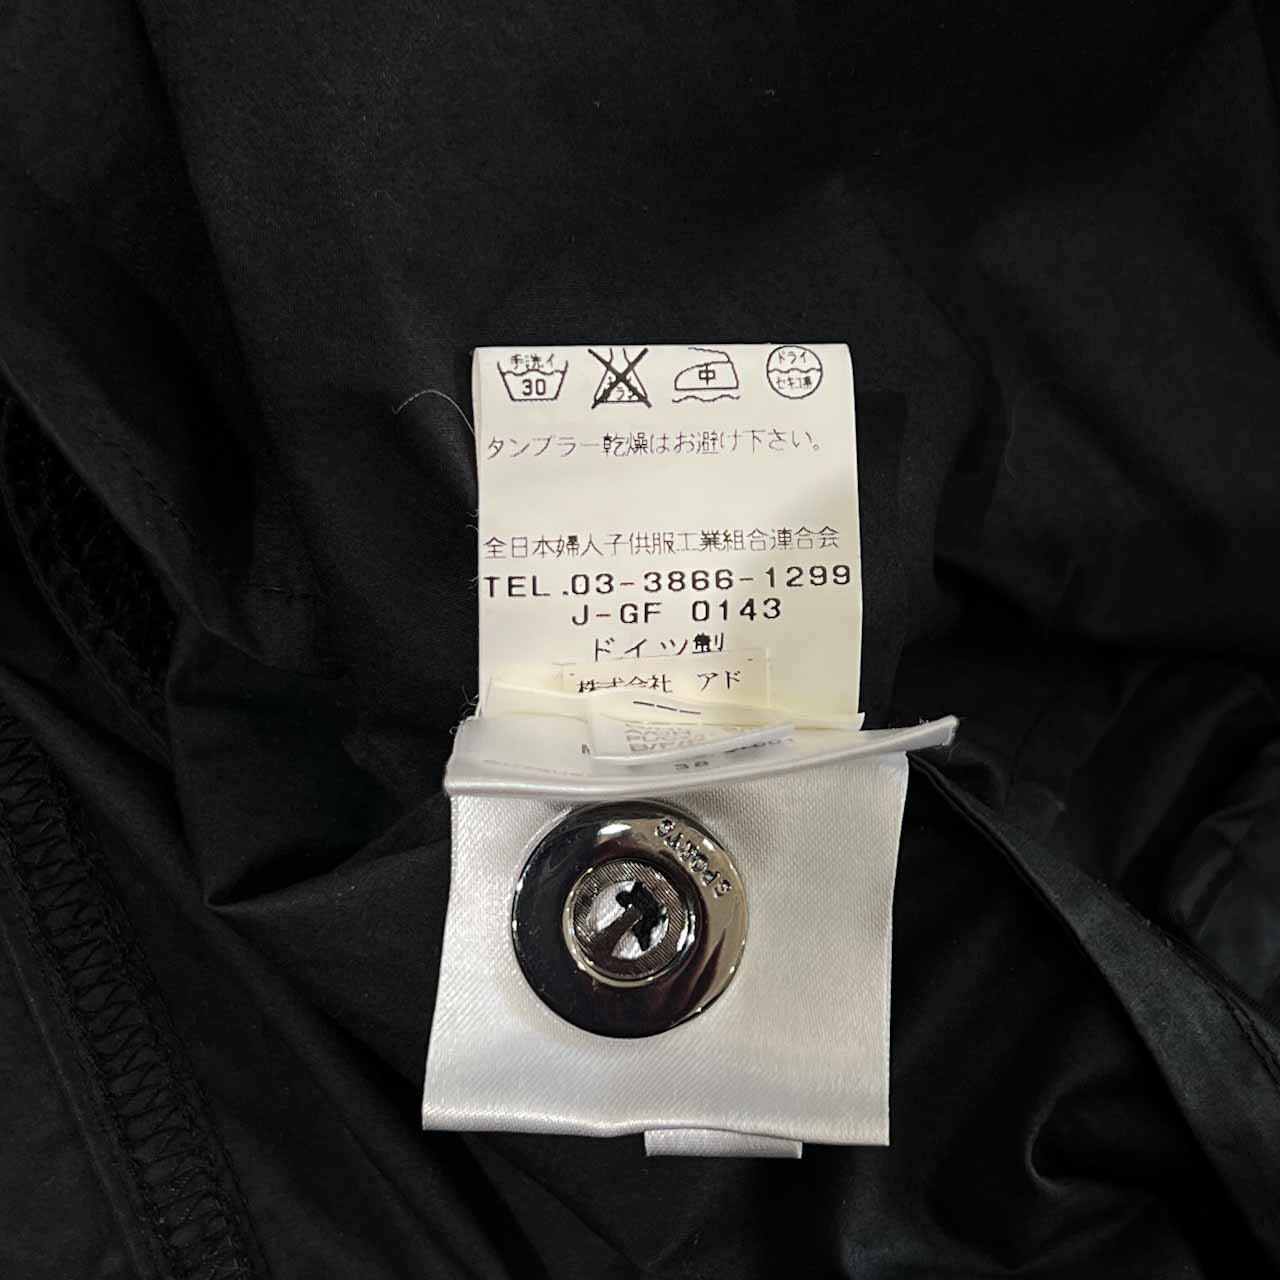 手洗イ
30
中
ドライ
セキユ系
タンブラー乾燥はお避け下さい。
全日本婦人子供服工業組合連合会
TEL.03-3866-1299
J-GF 0143
ドイツ製
株式会社 アド
38
SPORTS